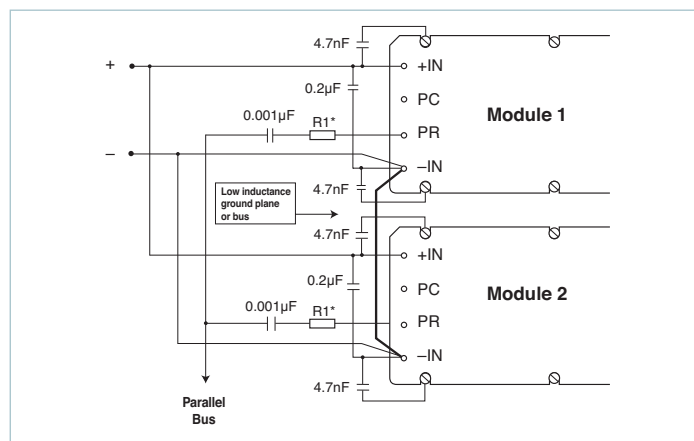 4.7nF
+
+IN
0.2µF
PC
Module 1
0.001µF
R1*
PR
–
–IN
4.7nF
Low inductance
ground plane
or bus
4.7nF
+IN
0.2µF
PC
Module 2
0.001µF
R1*
PR
–IN
4.7nF
Parallel
Bus